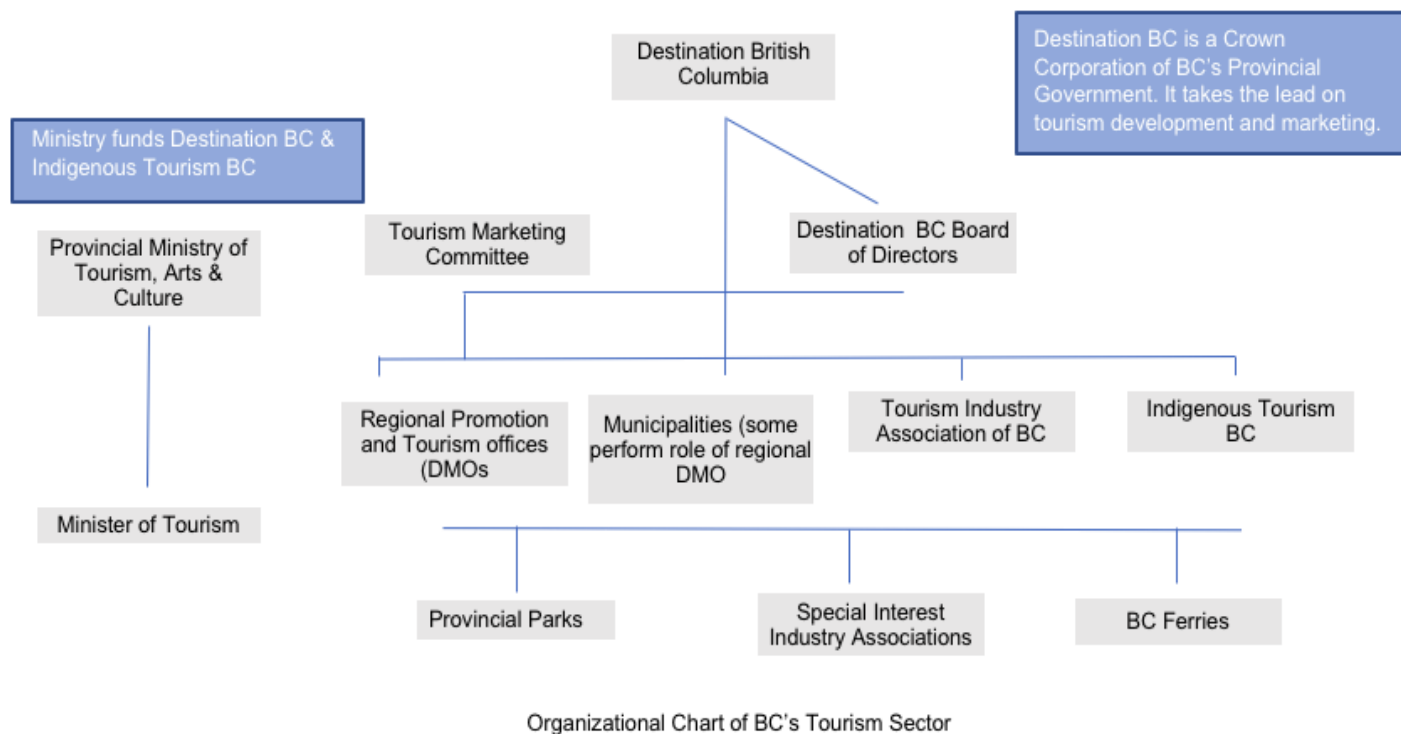 Destination British
Columbia
Destination BC is a Crown
Corporation of BC's Provincial
Government. It takes the lead on
tourism development and marketing.
Ministry funds Destination BC &
Indigenous Tourism BC
Provincial Ministry of
Tourism, Arts &
Culture
Tourism Marketing
Committee
Destination  BC Board
of Directors
Regional Promotion
and Tourism offices
(DMOs
Municipalities (some
perform role of regional
DMO
Tourism Industry
Association of BC
Indigenous Tourism
BC
Minister of Tourism
Provincial Parks
Special Interest
Industry Associations
BC Ferries
Organizational Chart of BC's Tourism Sector